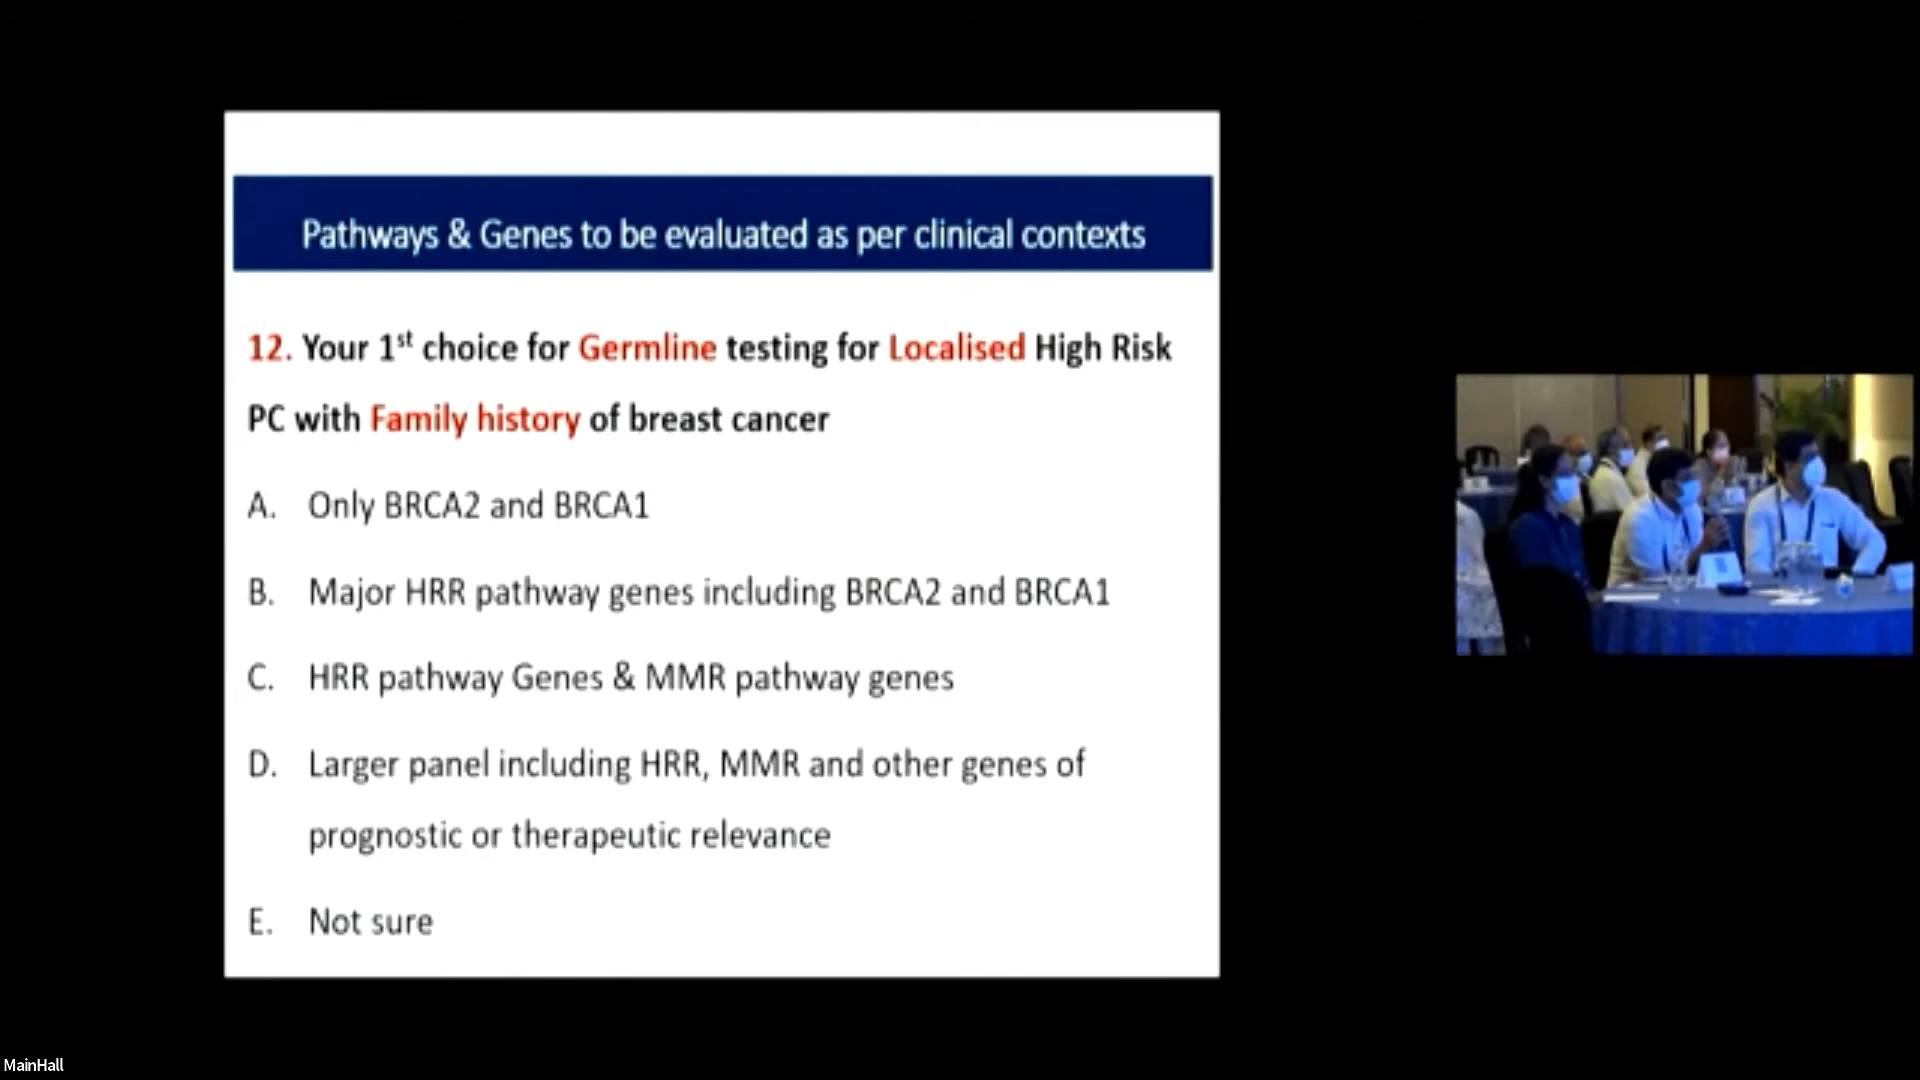 Pathways & Genes to be evaluated as per clinical contexts
12. Your 1st choice for Germline testing for Localised High Risk
PC with Family history of breast cancer
A. Only BRCA2 and BRCA1
B. Major HRR pathway genes including BRCA2 and BRCA1
C. HRR pathway Genes & MMR pathway genes
D. Larger panel including HRR, MMR and other genes of
prognostic or therapeutic relevance
E. Not sure
MainHall